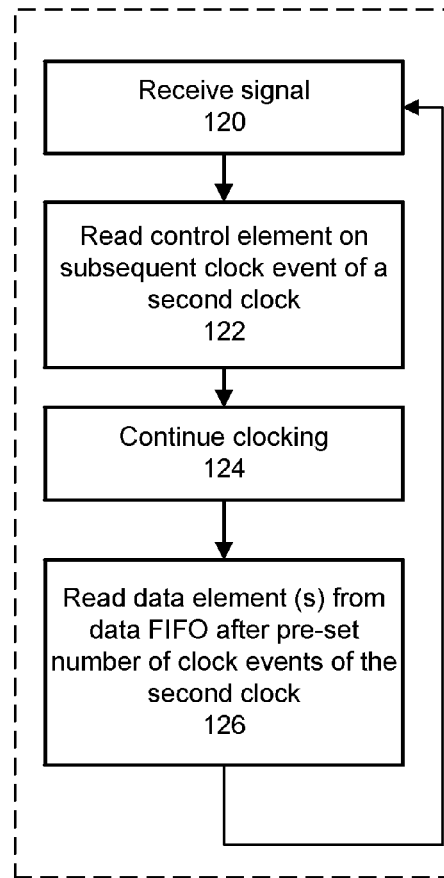 Receive signal
120
Read control element on
subsequent clock event of a
second clock
122
Continue clocking
124
Read data element (s) from
data FIFO after pre-set
number of clock events of the
second clock
126